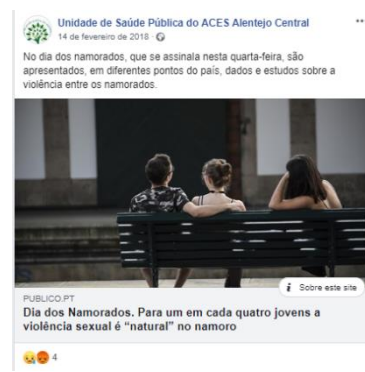 Unidade de Saúde Pública do ACES Alentejo Central
14 de fevereiro de 2018 ·
No dia dos namorados, que se assinala nesta quarta-feira, são
apresentados, em diferentes pontos do país, dados e estudos sobre a
violência entre os namorados.
i Sobre este site
PUBLICO.PT
Dia dos Namorados. Para um em cada quatro jovens a
violência sexual é “natural” no namoro
4